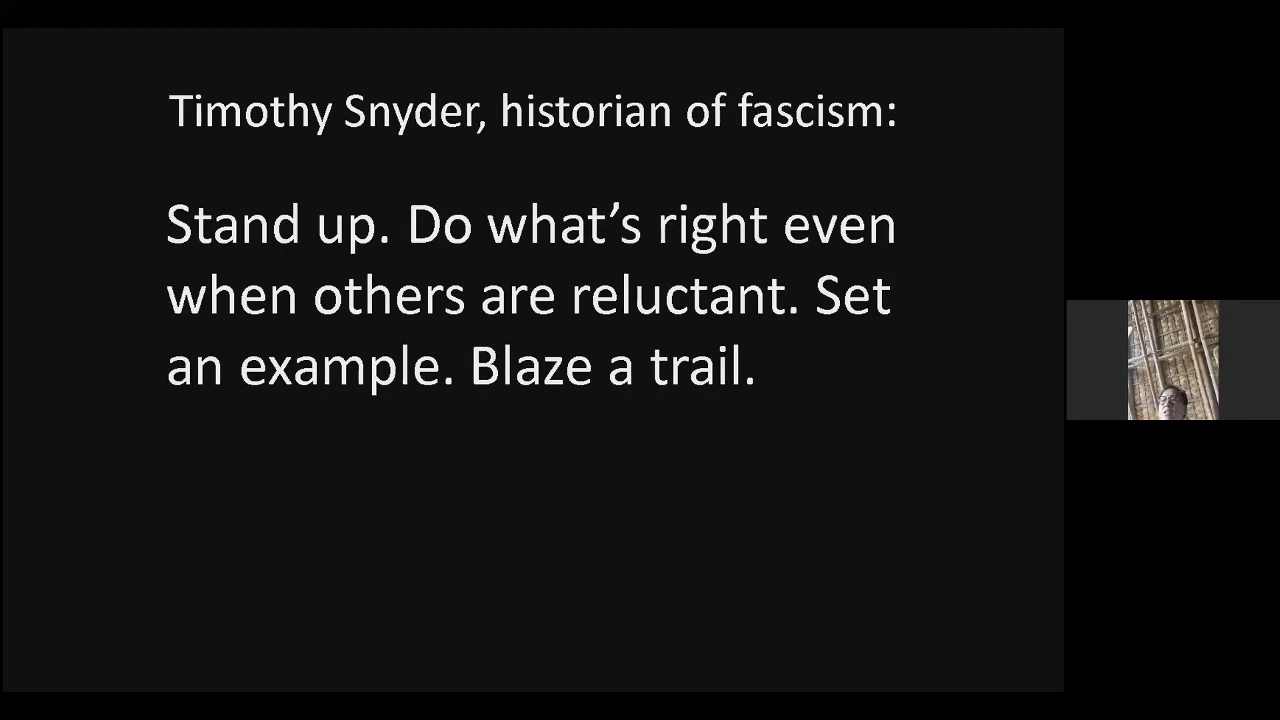 Timothy Snyder, historian of fascism:
Stand up. Do what’s right even
when others are reluctant. Set
an example. Blaze a trail.